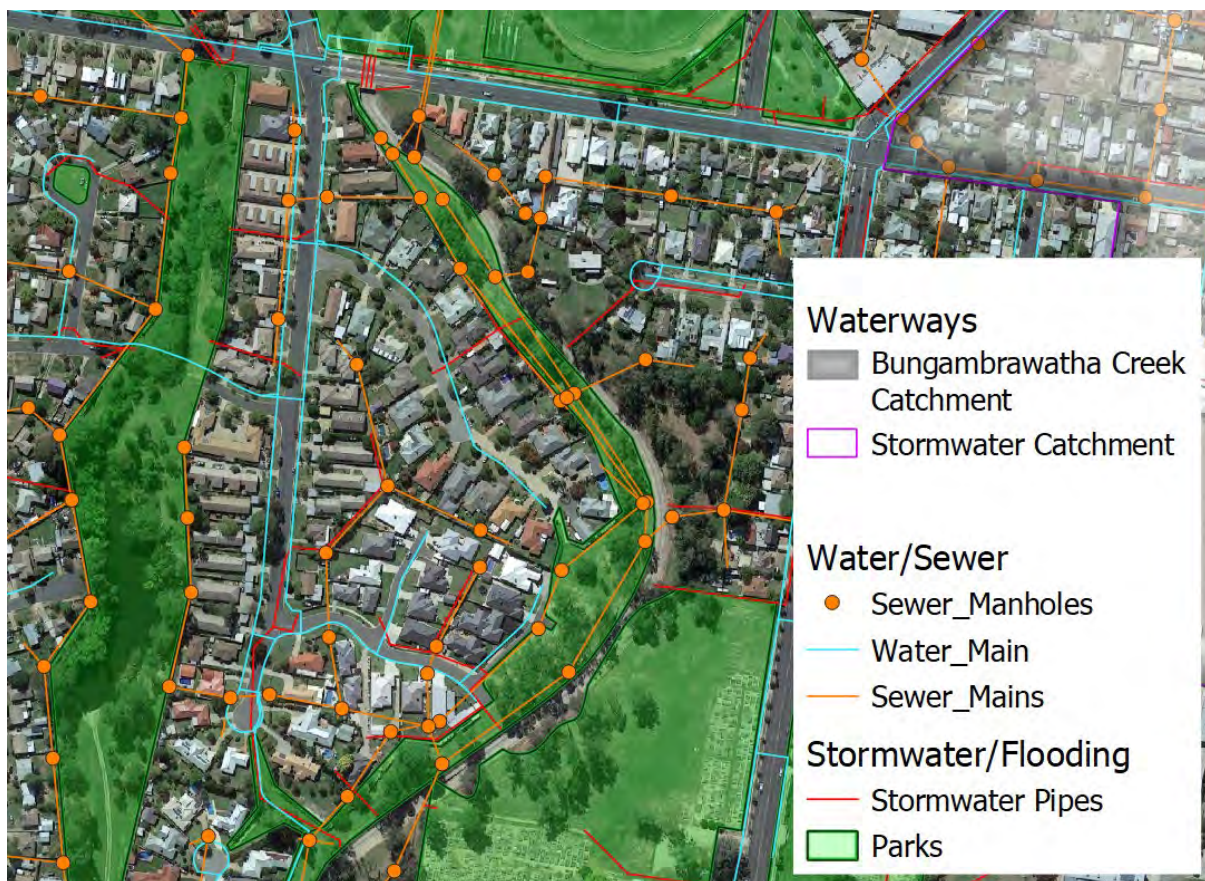 Waterways
Bungambrawatha Creek
Catchment
Stormwater Catchment
Water/Sewer
Sewer_Manholes
Water_Main
Sewer_Mains
Stormwater/Flooding
Stormwater Pipes
Parks